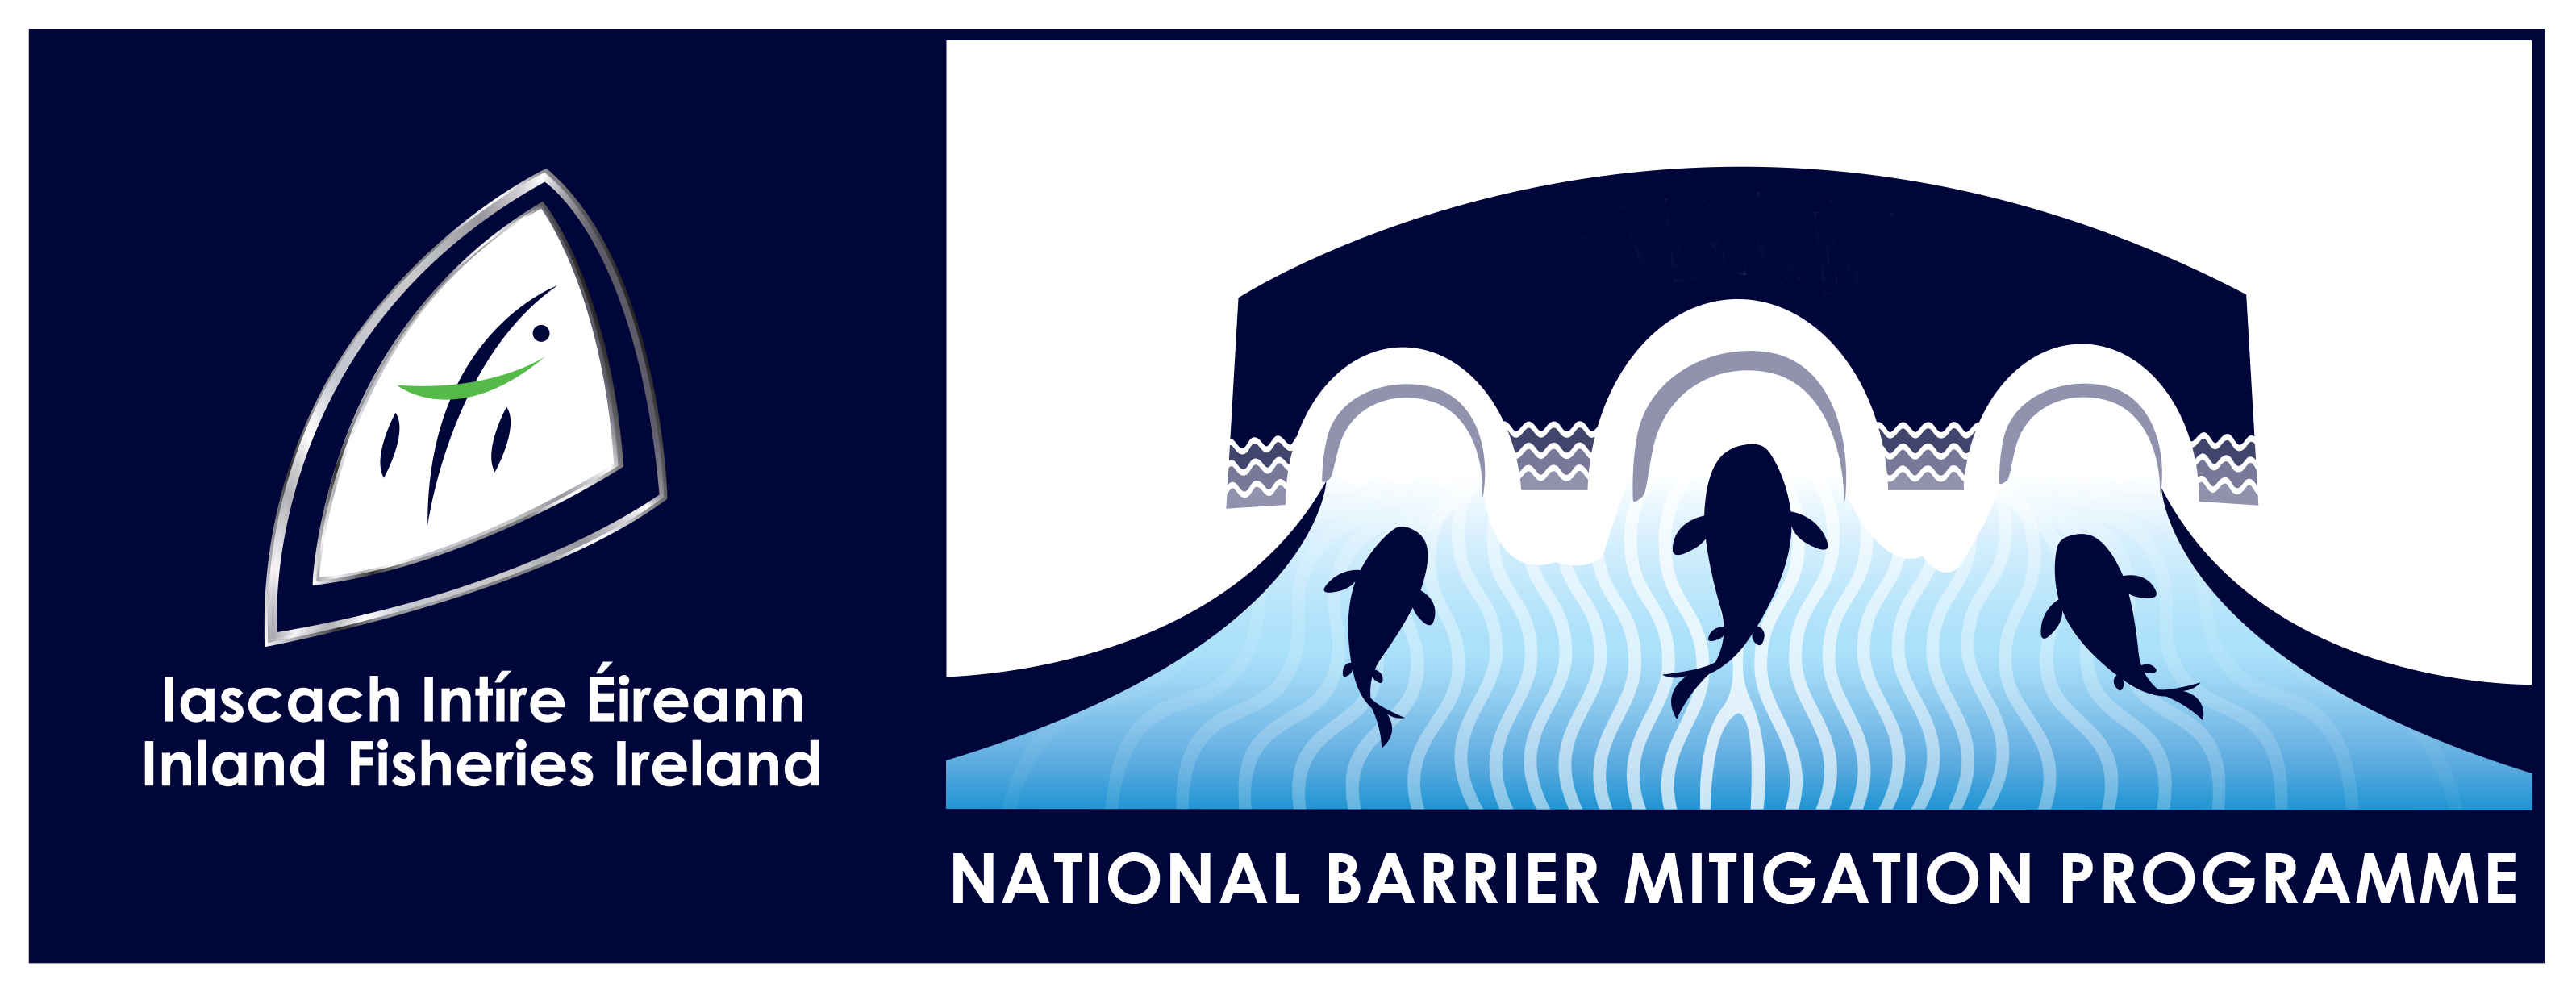 Iascach Intíre Éireann
Inland Fisheries Ireland
NATIONAL BARRIER MITIGATION PROGRAMME